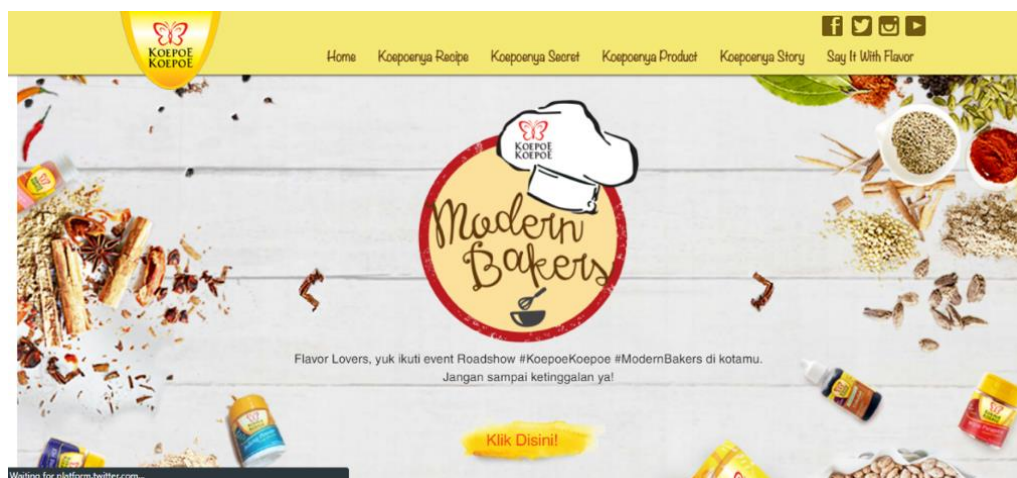 KOEPOE
KOEPOE
Home Koepoenya Recipe Koepoenya Secret Koepoenya Product Koepoenya Story Say It With Flavor
KOEPOE
KOEPOE
Modern
Bakers
Flavor Lovers, yuk ikuti event Roadshow #KoepoeKoepoe #ModernBakers di kotamu.
Jangan sampai ketinggalan ya!
Klik Disini!
Waiting for platform.twitter.com...